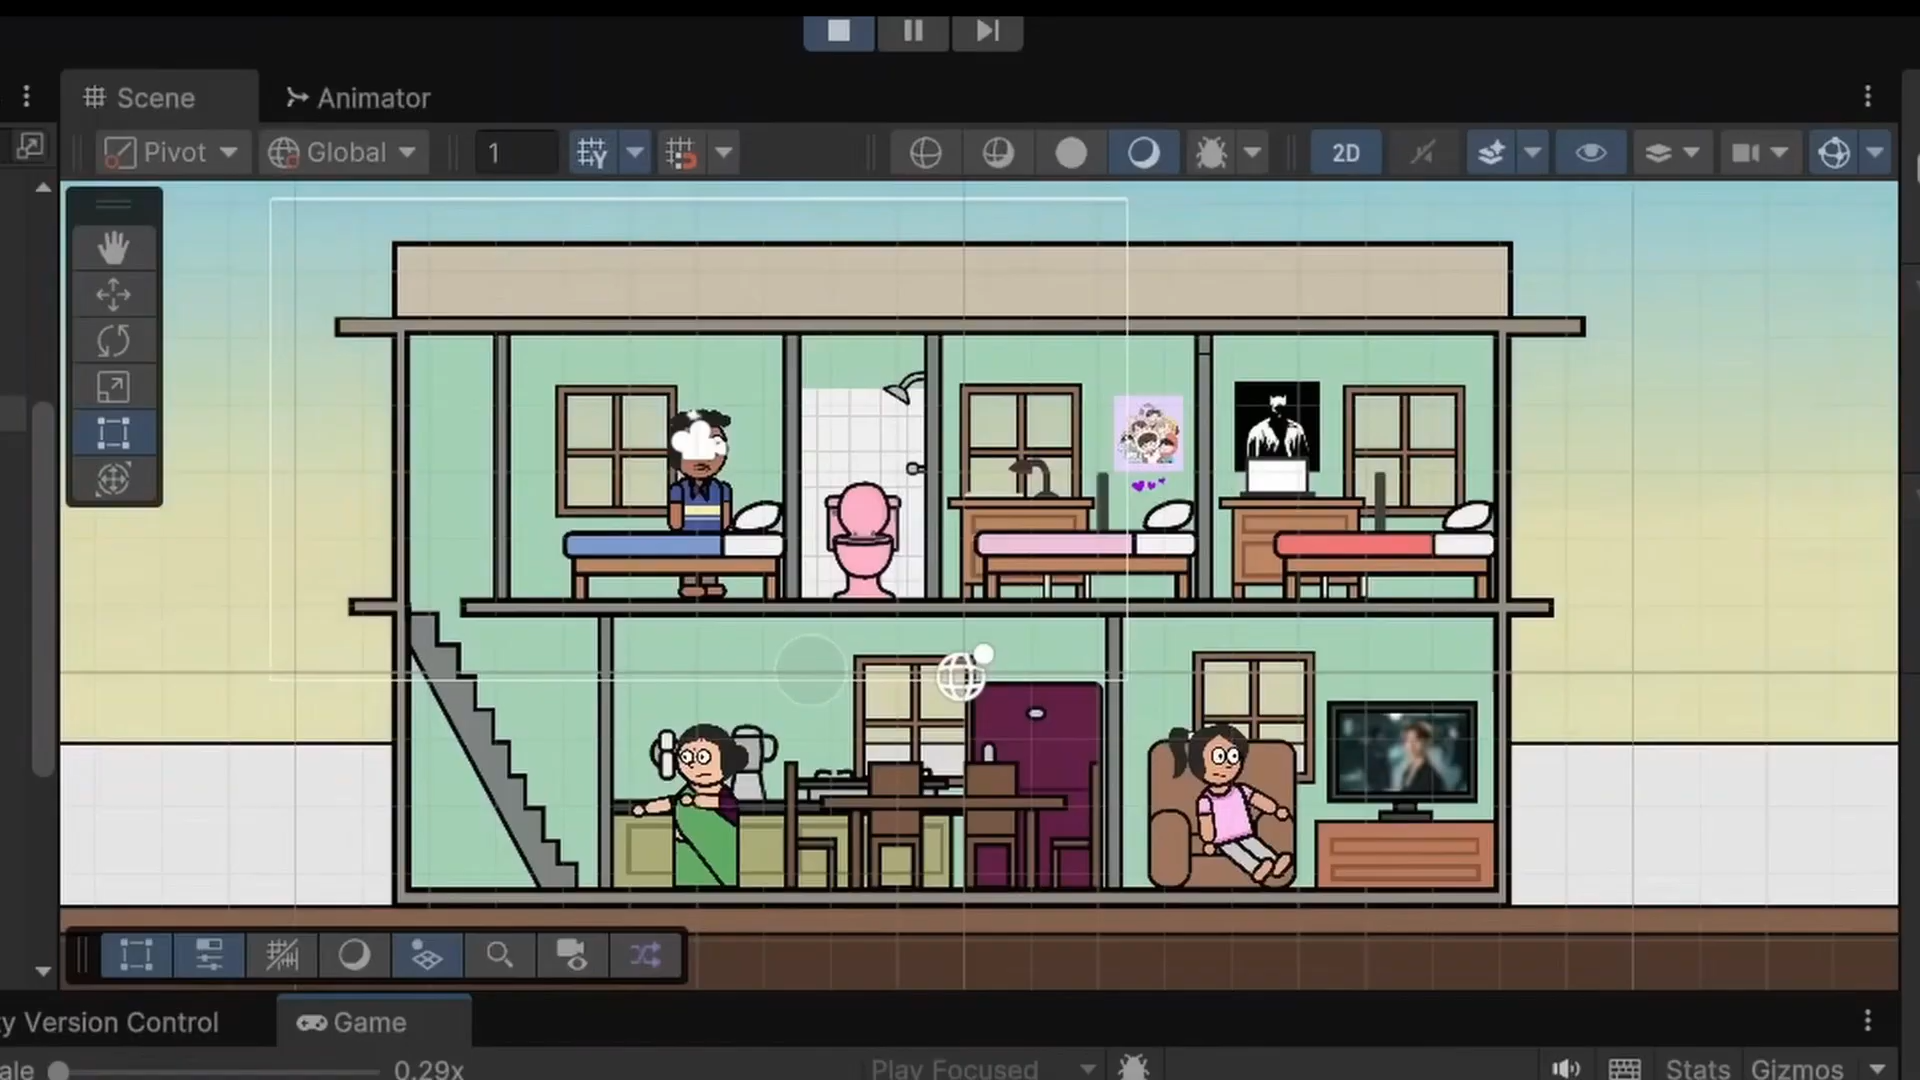 Scene
Animator
Pivot
Global
1
2D
y Version Control
Game
ale
0.29x
Play Focused
Stats
Gizmos